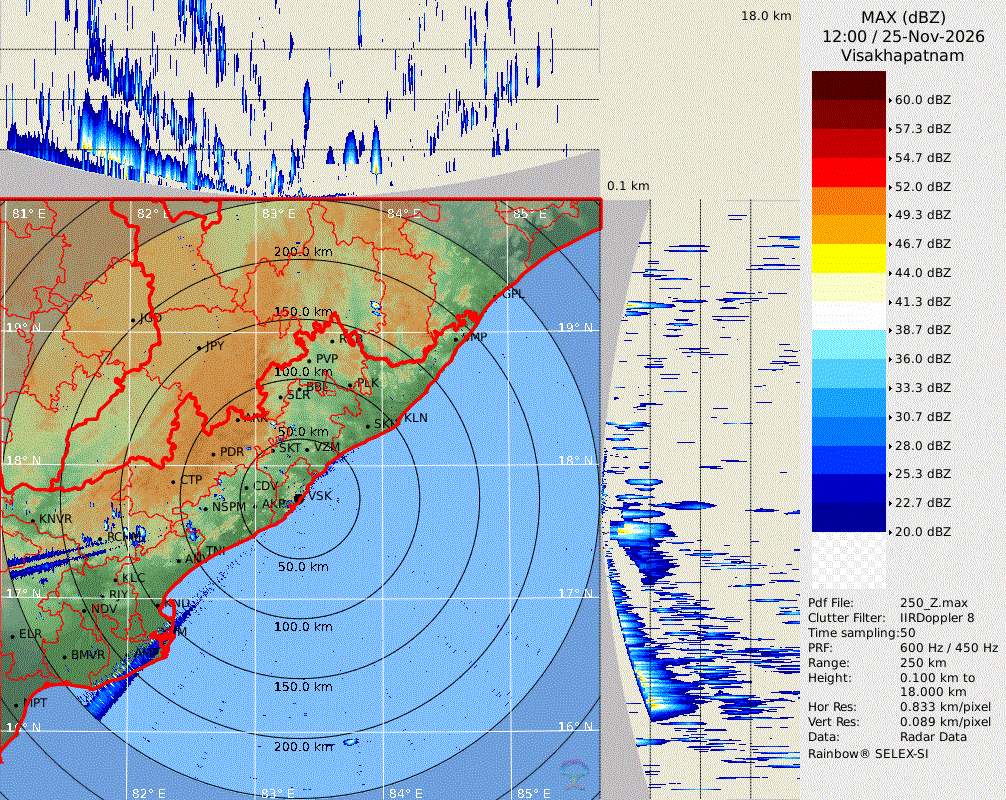 18.0 km
0.1 km
MAX (dBZ)
12:00 / 25-Nov-2026
Visakhapatnam
60.0 dBZ
57.3 dBZ
54.7 dBZ
52.0 dBZ
49.3 dBZ
46.7 dBZ
44.0 dBZ
41.3 dBZ
38.7 dBZ
36.0 dBZ
33.3 dBZ
30.7 dBZ
28.0 dBZ
25.3 dBZ
22.7 dBZ
20.0 dBZ
Pdf File: 250_Z.max
Clutter Filter: IIRDoppler 8
Time sampling:50
PRF: 600 Hz / 450 Hz
Range: 250 km
Height: 0.100 km to
18.000 km
Hor Res: 0.833 km/pixel
Vert Res: 0.089 km/pixel
Data: Radar Data
Rainbow® SELEX-SI
81° E 82° E 83° E 84° E 85° E
200.0 km
GPL
150.0 km
JGD
19° N 19° N
JPY
PVP
100.0 km
PLK
BBL
SLR
KLN
SKL
50.0 km
PDR SKT VZM
18° N 18° N
CTP
CDV
VSK
NSPM AKP
KNVR
TNI
50.0 km
KLC
RJY
17° N 17° N
NDV
KND
100.0 km
ELR
BMVR
150.0 km
MPT
16° N 16° N
200.0 km
82° E 83° E 84° E 85° E